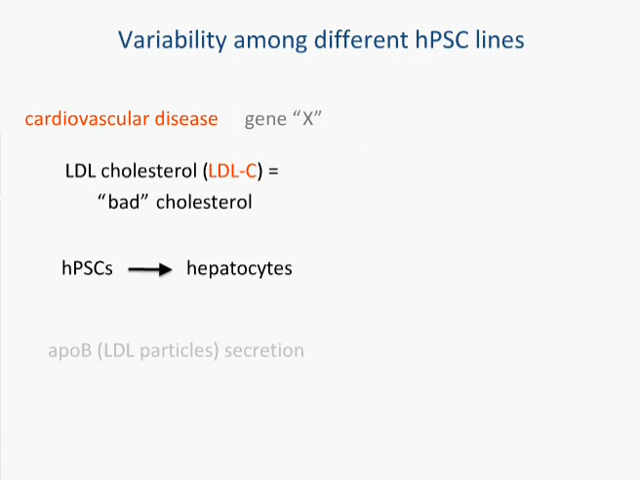 Variability among different hPSC lines
cardiovascular disease gene “X”
LDL cholesterol (LDL-C) =
“bad” cholesterol
hPSCs hepatocytes
apoB (LDL particles) secretion